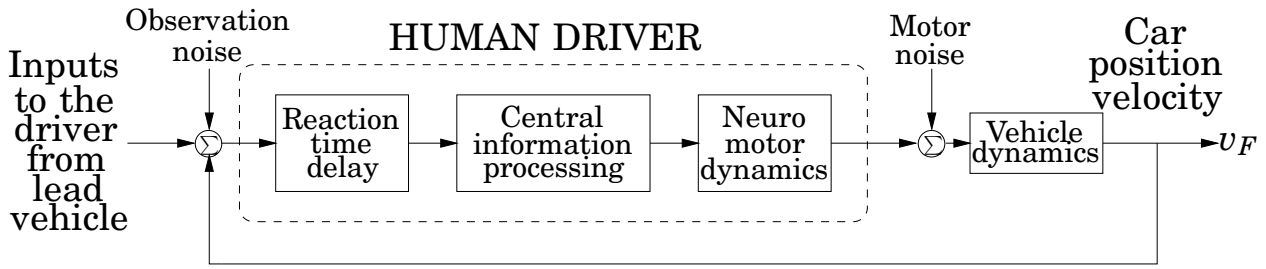 Inputs
to the
driver
from
lead
vehicle
Observation
noise
Σ
HUMAN DRIVER
Reaction
time
delay
Central
information
processing
Neuro
motor
dynamics
Motor
noise
Σ
Vehicle
dynamics
Car
position
velocity
v_F